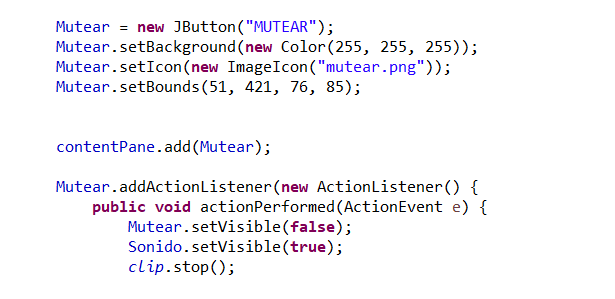 Mutear = new JButton("MUTEAR");
Mutear.setBackground(new Color(255, 255, 255));
Mutear.setIcon(new ImageIcon("mutear.png"));
Mutear.setBounds(51, 421, 76, 85);
contentPane.add(Mutear);
Mutear.addActionListener(new ActionListener() {
public void actionPerformed(ActionEvent e) {
Mutear.setVisible(false);
Sonido.setVisible(true);
clip.stop();